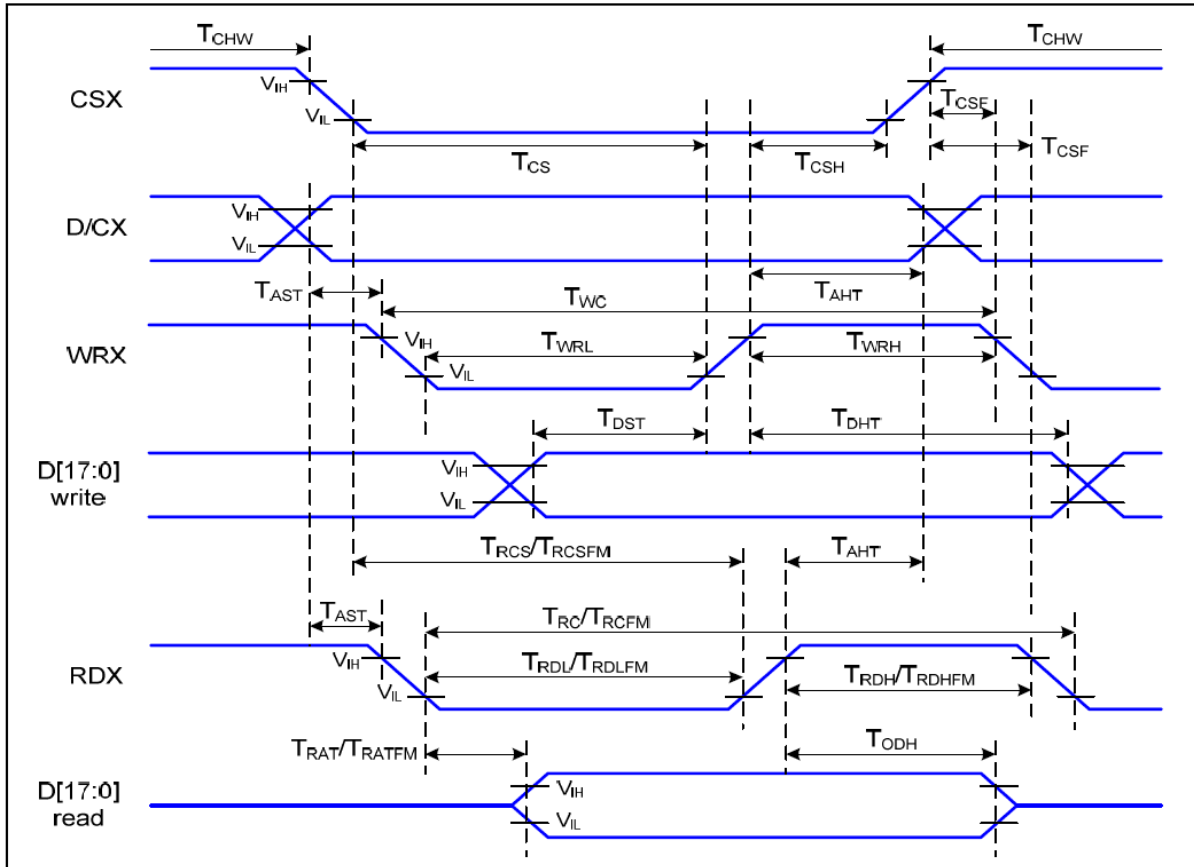 TCHW TCHW
VIH
CSX
VIL
TCSF
TCS TCSH TCSF
VIH
D/CX
VIL
TAST TWC TAHT
VIH
WRX
TWRL TWRH
VIL
TDST TDHT
D[17:0]
write
VIH
VIL
TRCS/TRCSFM TAHT
TAST
TRC/TRCFM
VIH
RDX
VIL
TRDL/TRDLFM TRDH/TRDHFM
TRAT/TRATFM TODH
D[17:0]
read
VIH
VIL